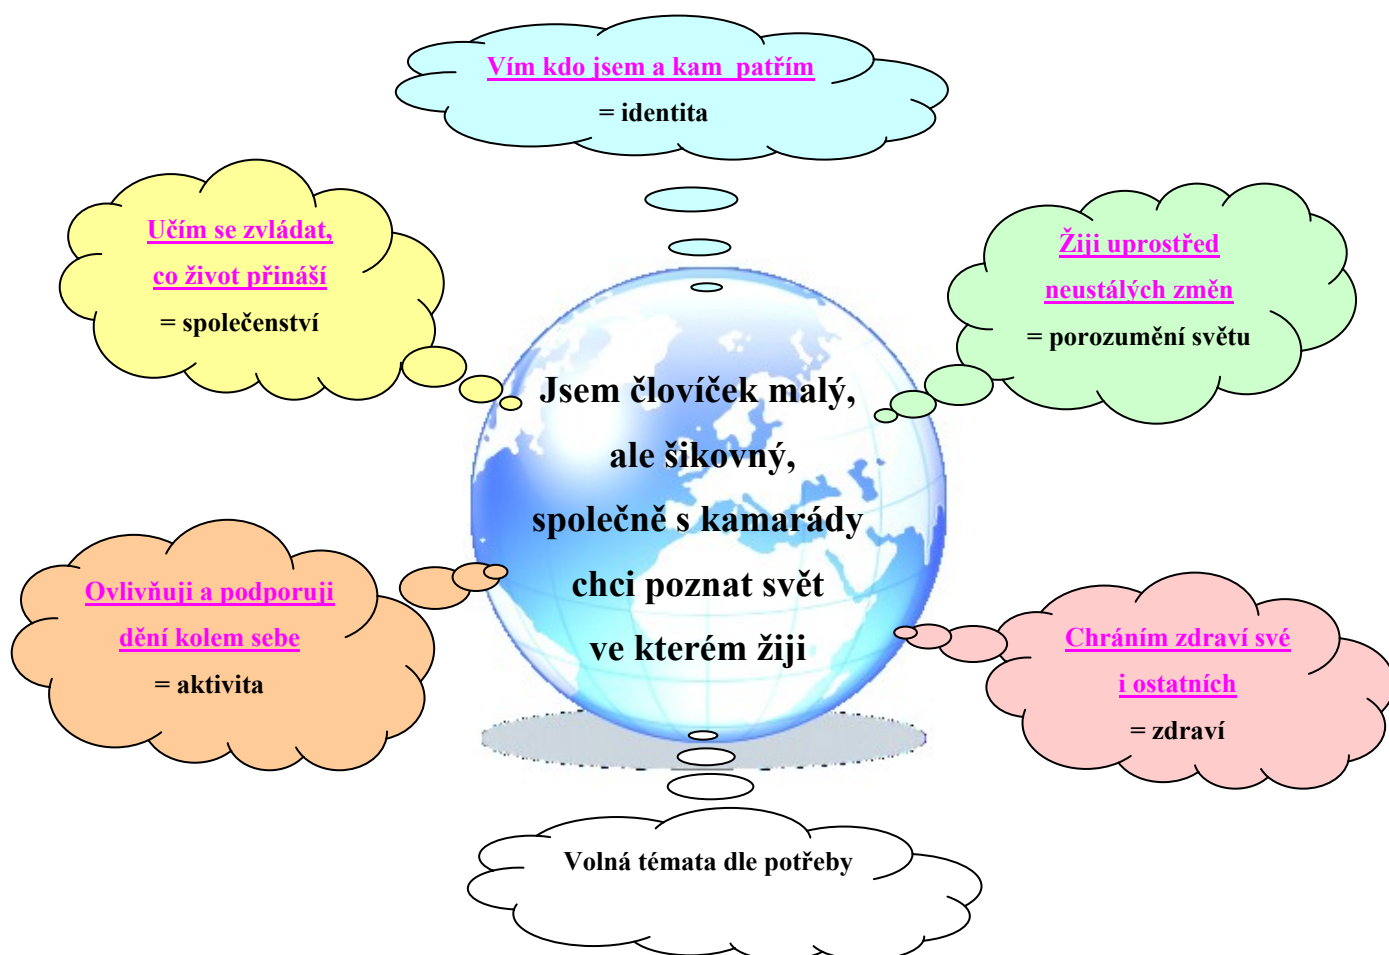 Vím kdo jsem a kam patřím
= identita
Učím se zvládat,
co život přináší
= společenství
Žiji uprostřed
neustálých změn
= porozumění světu
Jsem človíček malý,
ale šikovný,
společně s kamarády
chci poznat svět
ve kterém žiji
Ovlivňuji a podporuji
dění kolem sebe
= aktivita
Chráním zdraví své
i ostatních
= zdraví
Volná témata dle potřeby